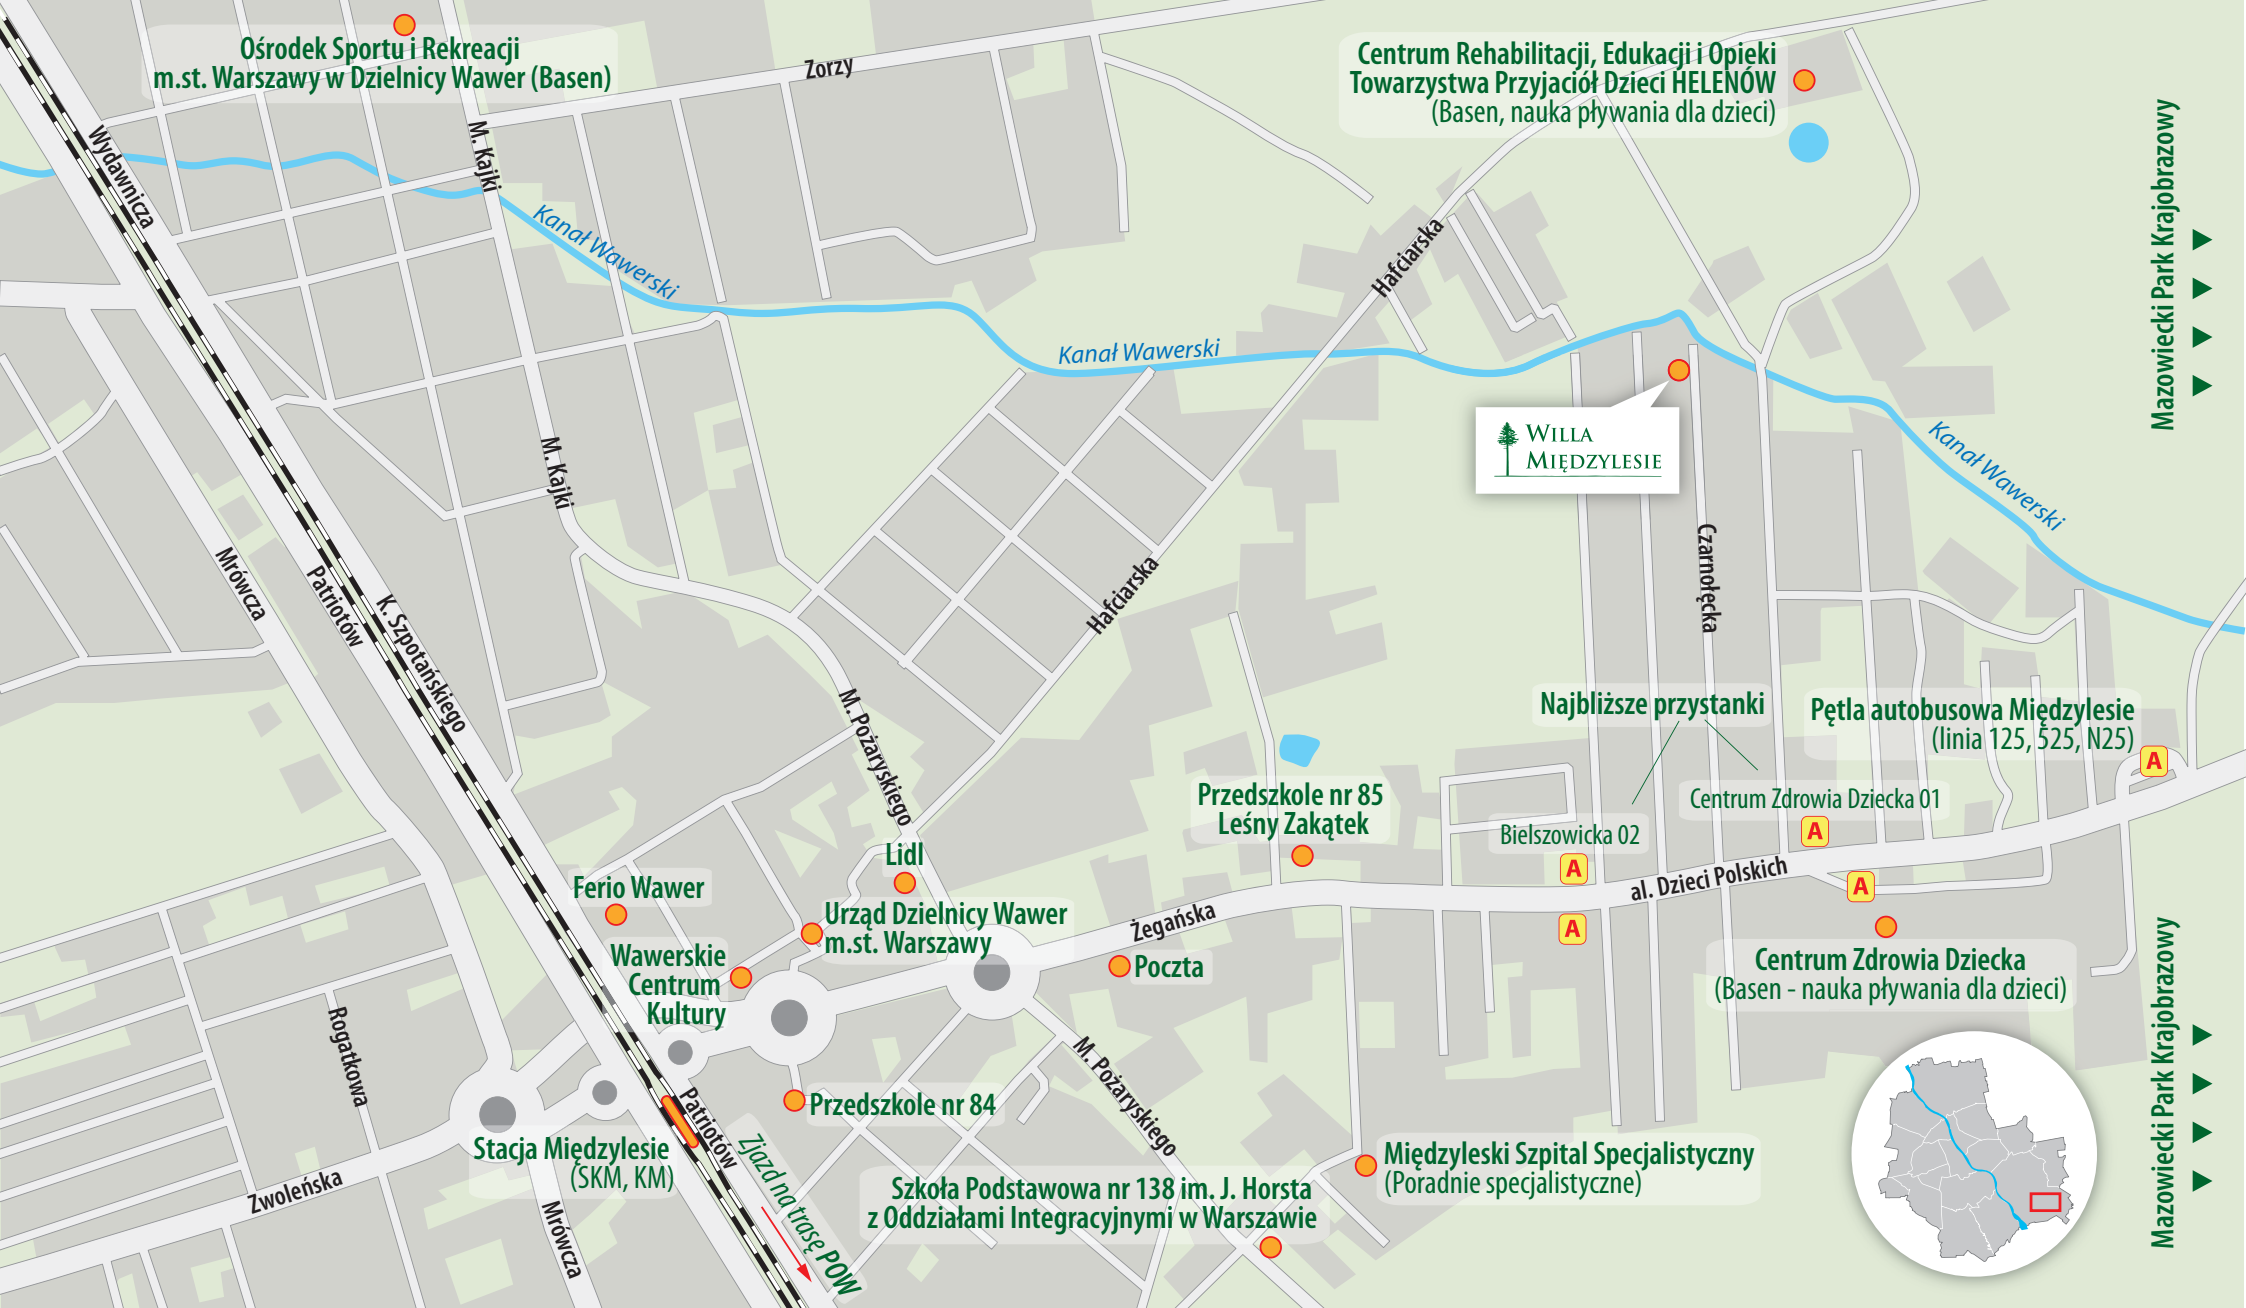 Ośrodek Sportu i Rekreacji
m.st. Warszawy w Dzielnicy Wawer (Basen)
Zorzy
Centrum Rehabilitacji, Edukacji i Opieki
Towarzystwa Przyjaciół Dzieci HELENÓW
(Basen, nauka pływania dla dzieci)
Mazowiecki Park Krajobrazowy
Wydawnicza
M. Kajki
Kanał Wawerski
Hafciarska
Kanał Wawerski
WILLA
MIĘDZYLESIE
Kanał Wawerski
M. Kajki
Mrówcza
Patriotów
K. Szpotańskiego
Hafciarska
Czarnołęcka
M. Pożaryskiego
Najbliższe przystanki
Pętla autobusowa Międzylesie
(linia 125, 525, N25)
A
Przedszkole nr 85
Leśny Zakątek
Centrum Zdrowia Dziecka 01
A
Bielszowicka 02
A
Lidl
Ferio Wawer
al. Dzieci Polskich
A
Urząd Dzielnicy Wawer
m.st. Warszawy
Żegańska
A
Wawerskie
Centrum
Kultury
Poczta
Centrum Zdrowia Dziecka
(Basen - nauka pływania dla dzieci)
Mazowiecki Park Krajobrazowy
Rogatkowa
M. Pożaryskiego
Przedszkole nr 84
Patriotów
Stacja Międzylesie
(SKM, KM)
Zjazd na trasę POW
Międzyleski Szpital Specjalistyczny
(Poradnie specjalistyczne)
Zwoleńska
Szkoła Podstawowa nr 138 im. J. Horsta
z Oddziałami Integracyjnymi w Warszawie
Mrówcza